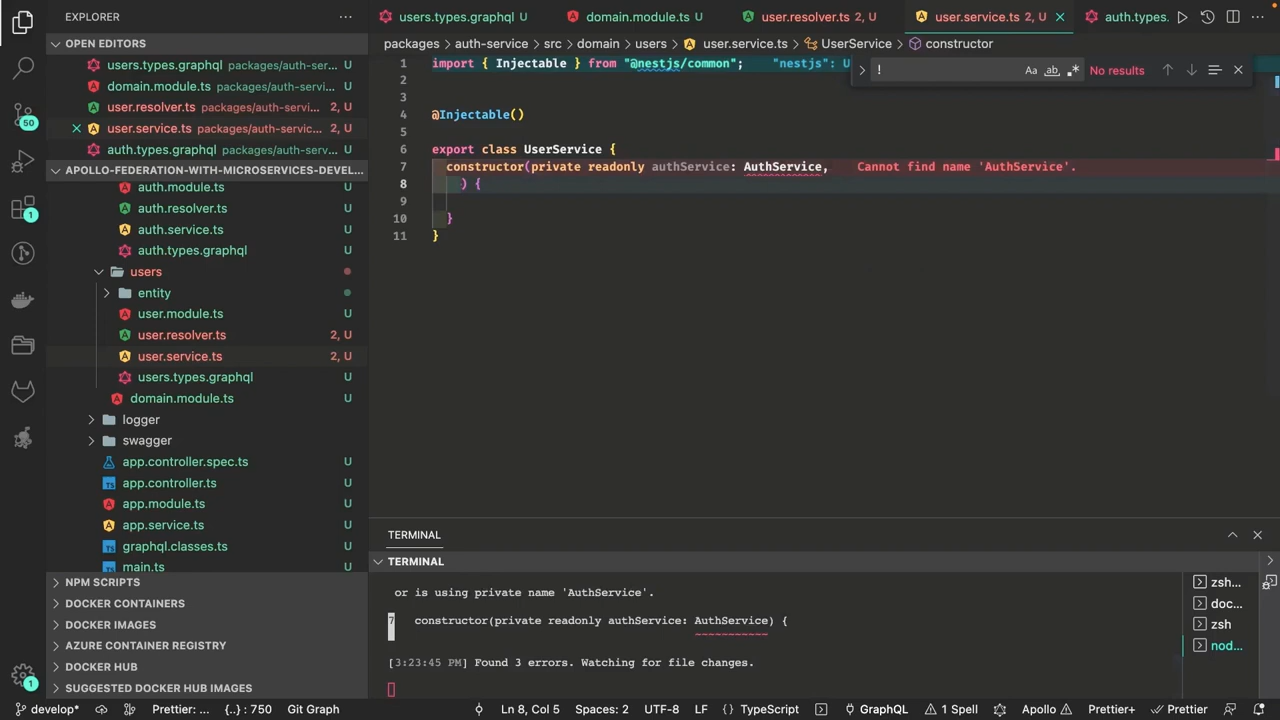 EXPLORER
OPEN EDITORS
users.types.graphql packages/auth-ser...
domain.module.ts packages/auth-ser...
user.resolver.ts packages/auth-ser... 2, U
user.service.ts packages/auth-servic... 2, U
auth.types.graphql packages/auth-serv...
APOLLO-FEDERATION-WITH-MICROSERVICES-DEVEL...
auth.module.ts U
auth.resolver.ts U
auth.service.ts U
auth.types.graphql U
users
entity
user.module.ts U
user.resolver.ts 2, U
user.service.ts 2, U
users.types.graphql U
domain.module.ts U
logger
swagger
app.controller.spec.ts U
app.controller.ts U
app.module.ts U
app.service.ts U
graphql.classes.ts U
main.ts U
NPM SCRIPTS
DOCKER CONTAINERS
DOCKER IMAGES
AZURE CONTAINER REGISTRY
DOCKER HUB
SUGGESTED DOCKER HUB IMAGES
50
1
1
users.types.graphql U domain.module.ts U user.resolver.ts 2, U user.service.ts 2, U auth.types.
packages > auth-service > src > domain > users > user.service.ts > UserService > constructor
! Aa ab, .* No results
1 import { Injectable } from "@nestjs/common"; "nestjs": U
2
3
4 @Injectable()
5
6 export class UserService {
7 constructor(private readonly authService: AuthService, Cannot find name 'AuthService'.
8 ) {
9
10 }
11 }
TERMINAL
TERMINAL
or is using private name 'AuthService'.
7 constructor(private readonly authService: AuthService) {
~~~~~~~~~~~
[3:23:45 PM] Found 3 errors. Watching for file changes.
zsh...
doc...
zsh
nod...
develop* Prettier: ... {..} : 750 Git Graph Ln 8, Col 5 Spaces: 2 UTF-8 LF TypeScript GraphQL 1 Spell Apollo Prettier+ Prettier